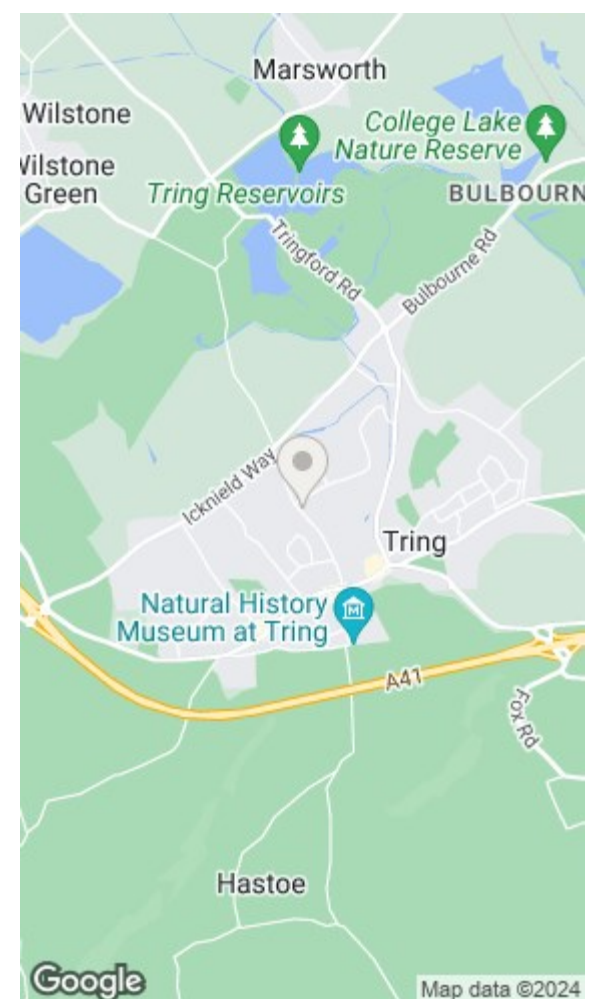 Marsworth
Wilstone
College Lake
Nature Reserve
Wilstone
Green
Tring Reservoirs
BULBOURN
Tringford Rd
Bulbourne Rd
Icknield Way
Tring
Natural History
Museum at Tring
M
A41
Fox Rd
Hastoe
Google
Map data ©2024